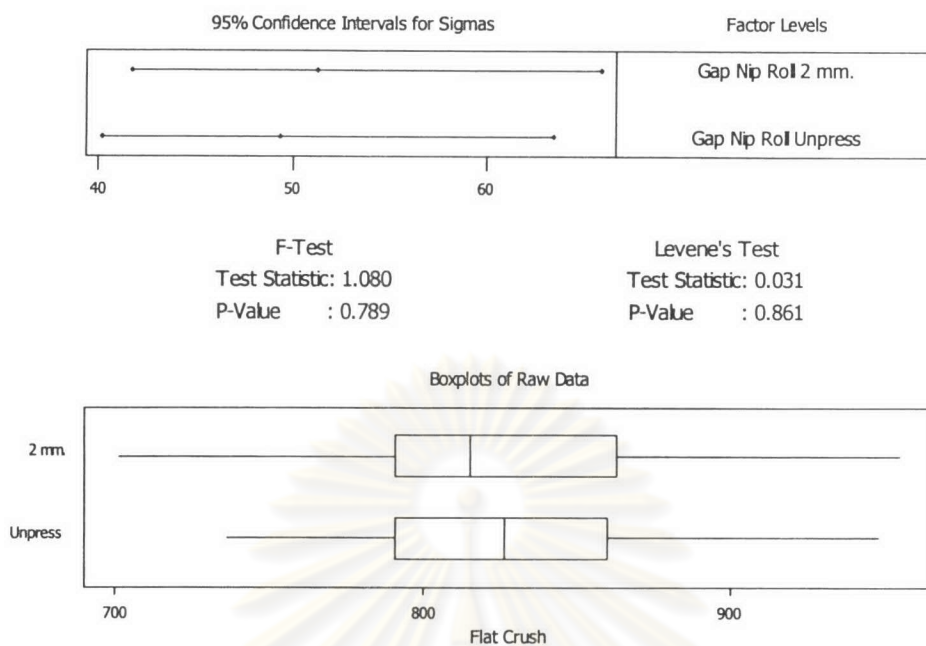 95% Confidence Intervals for Sigmas
Factor Levels
Gap Nip Roll 2 mm.
Gap Nip Roll Unpress
40 50 60
F-Test
Test Statistic: 1.080
P-Value : 0.789
Levene's Test
Test Statistic: 0.031
P-Value : 0.861
Boxplots of Raw Data
2 mm.
Unpress
700 800 900
Flat Crush